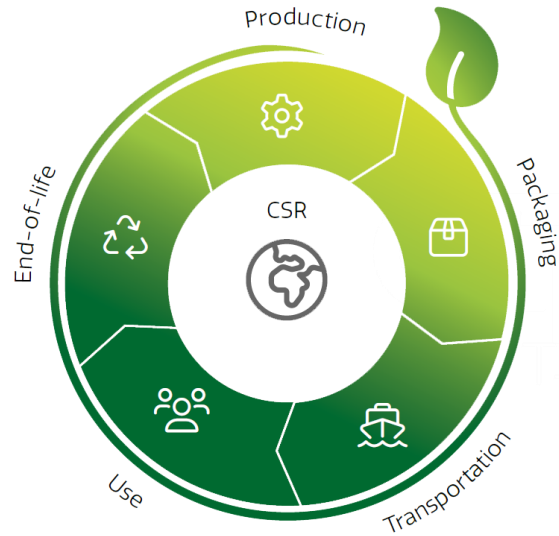 Production
Packaging
Transportation
Use
End-of-life
CSR